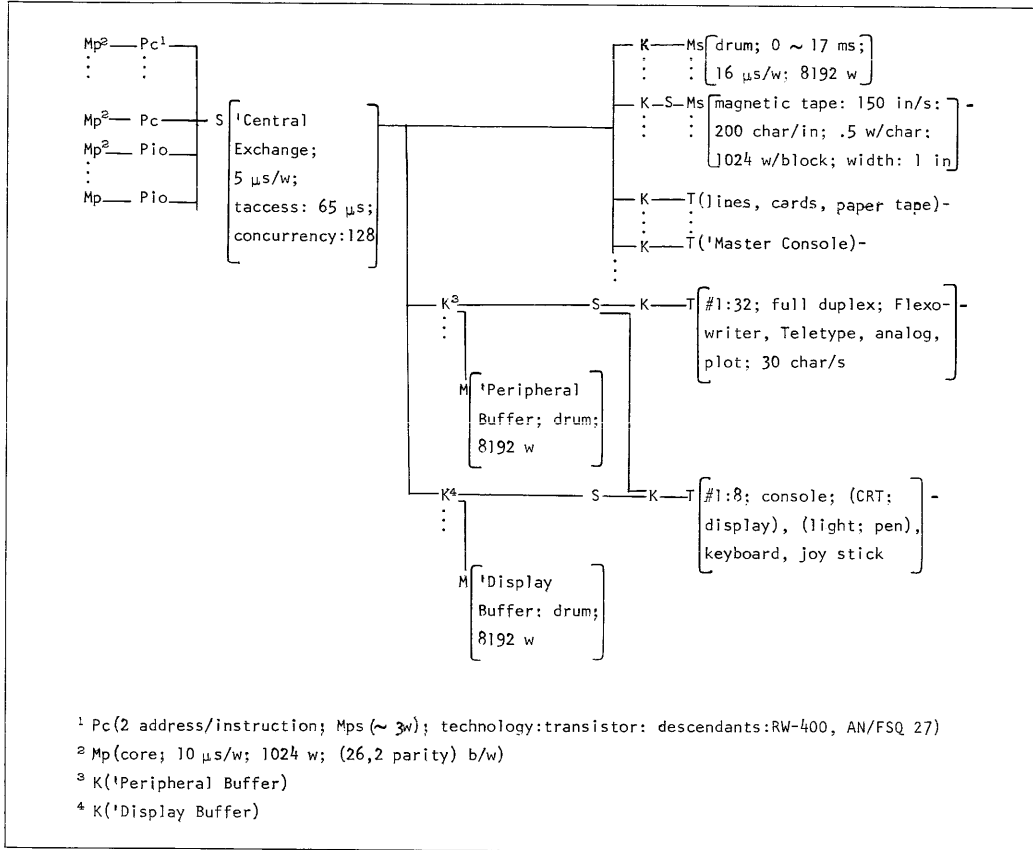 Mp² Pc¹
Mp² Pc
Mp² Pio
Mp Pio
S ['Central
Exchange;
5 μs/w;
taccess: 65 μs;
concurrency:128]
K Ms[drum; 0 ~ 17 ms;
16 μs/w; 8192 w]
K-S-Ms[magnetic tape: 150 in/s:
200 char/in; .5 w/char;
1024 w/block; width: 1 in]-
K T(lines, cards, paper tape)-
K T('Master Console)-
K³ S K T[#1:32; full duplex; Flexo-
writer, Teletype, analog,
plot; 30 char/s]-
M['Peripheral
Buffer; drum;
8192 w]
K⁴ S K T[#1:8; console; (CRT;
display), (light; pen),
keyboard, joy stick]-
M['Display
Buffer: drum;
8192 w]
¹ Pc(2 address/instruction; Mps(~ 3w); technology:transistor: descendants:RW-400, AN/FSQ 27)
² Mp(core; 10 μs/w; 1024 w; (26,2 parity) b/w)
³ K('Peripheral Buffer)
⁴ K('Display Buffer)